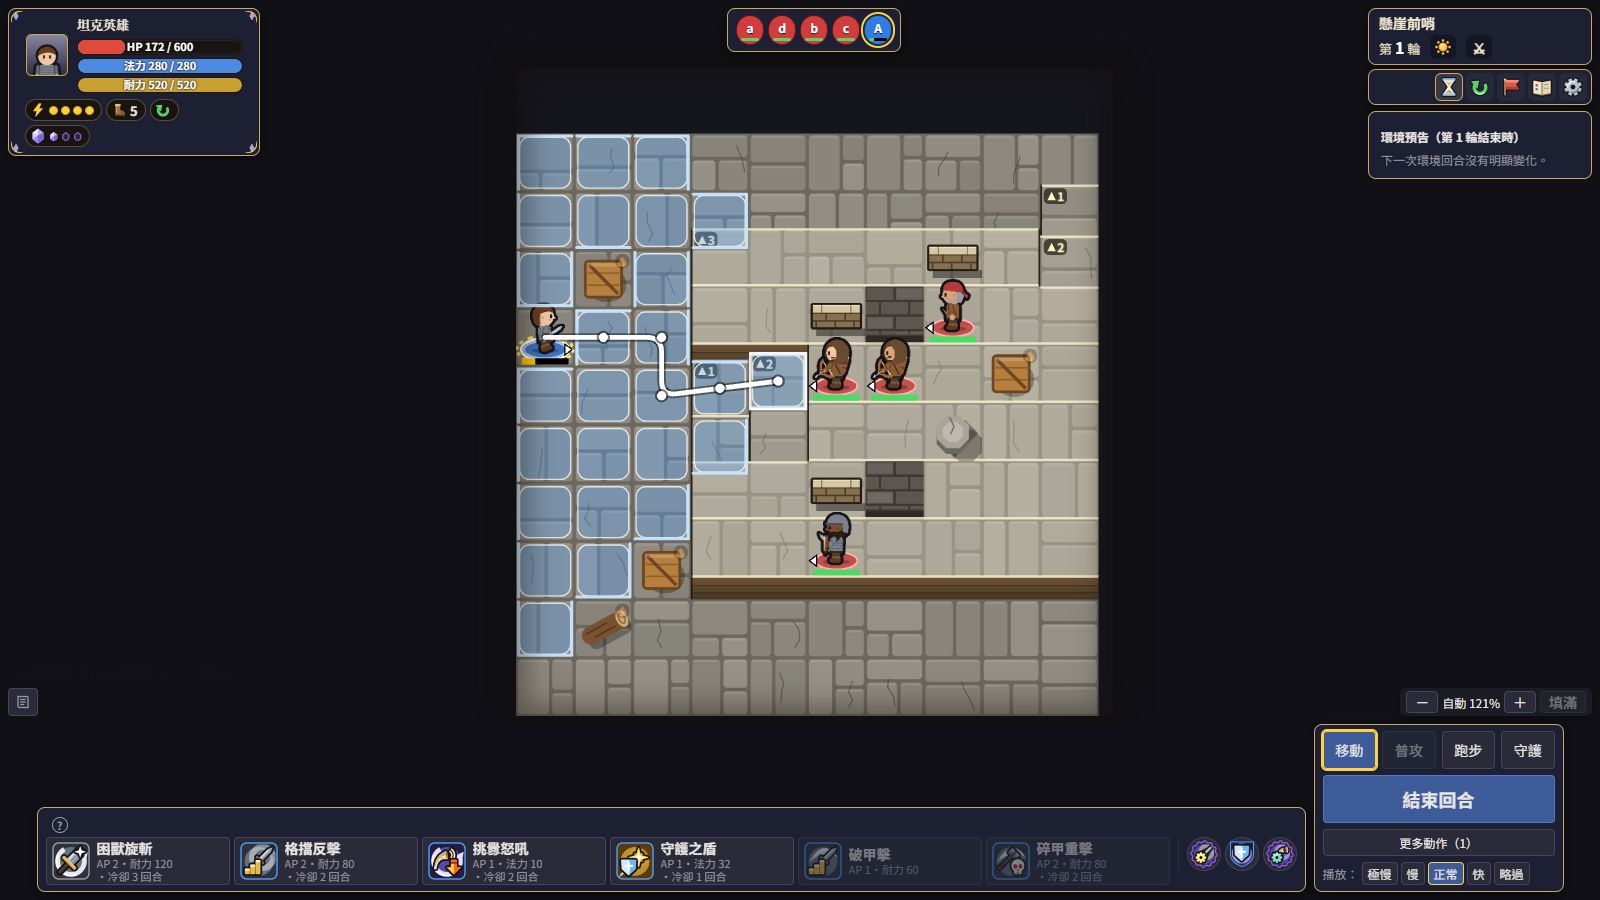 坦克英雄
HP 172 / 600
法力 280 / 280
耐力 520 / 520
5
a
d
b
c
A
懸崖前哨
第 1 輪
環境預告（第 1 輪結束時）
下一次環境回合沒有明顯變化。
▲1
▲2
▲3
▲1
▲2
− 自動 121% + 填滿
移動
普攻
跑步
守護
結束回合
更多動作（1）
播放：
極慢
慢
正常
快
略過
?
困獸旋斬
AP 2・耐力 120
・冷卻 3 回合
格擋反擊
AP 2・耐力 80
・冷卻 2 回合
挑釁怒吼
AP 1・法力 10
・冷卻 2 回合
守護之盾
AP 1・法力 32
・冷卻 1 回合
破甲擊
AP 1・耐力 60
碎甲重擊
AP 2・耐力 80
・冷卻 2 回合